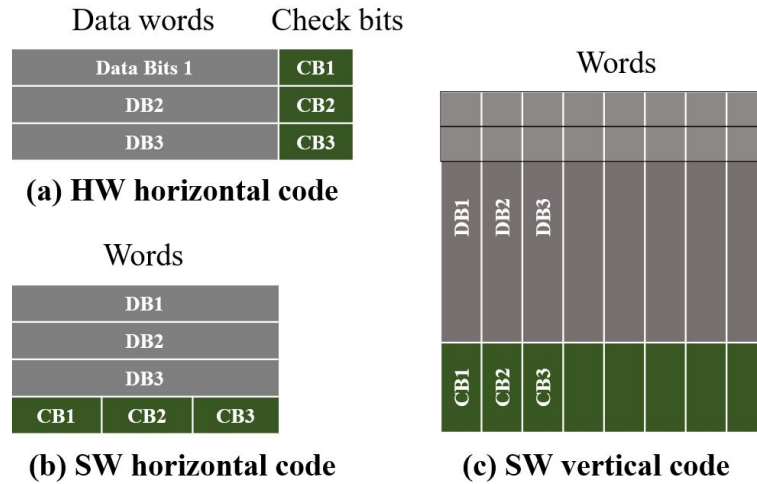 Data words Check bits
Data Bits 1 CB1
DB2 CB2
DB3 CB3
(a) HW horizontal code
Words
DB1
DB2
DB3
CB1 CB2 CB3
(b) SW horizontal code
Words
DB1 DB2 DB3
CB1 CB2 CB3
(c) SW vertical code